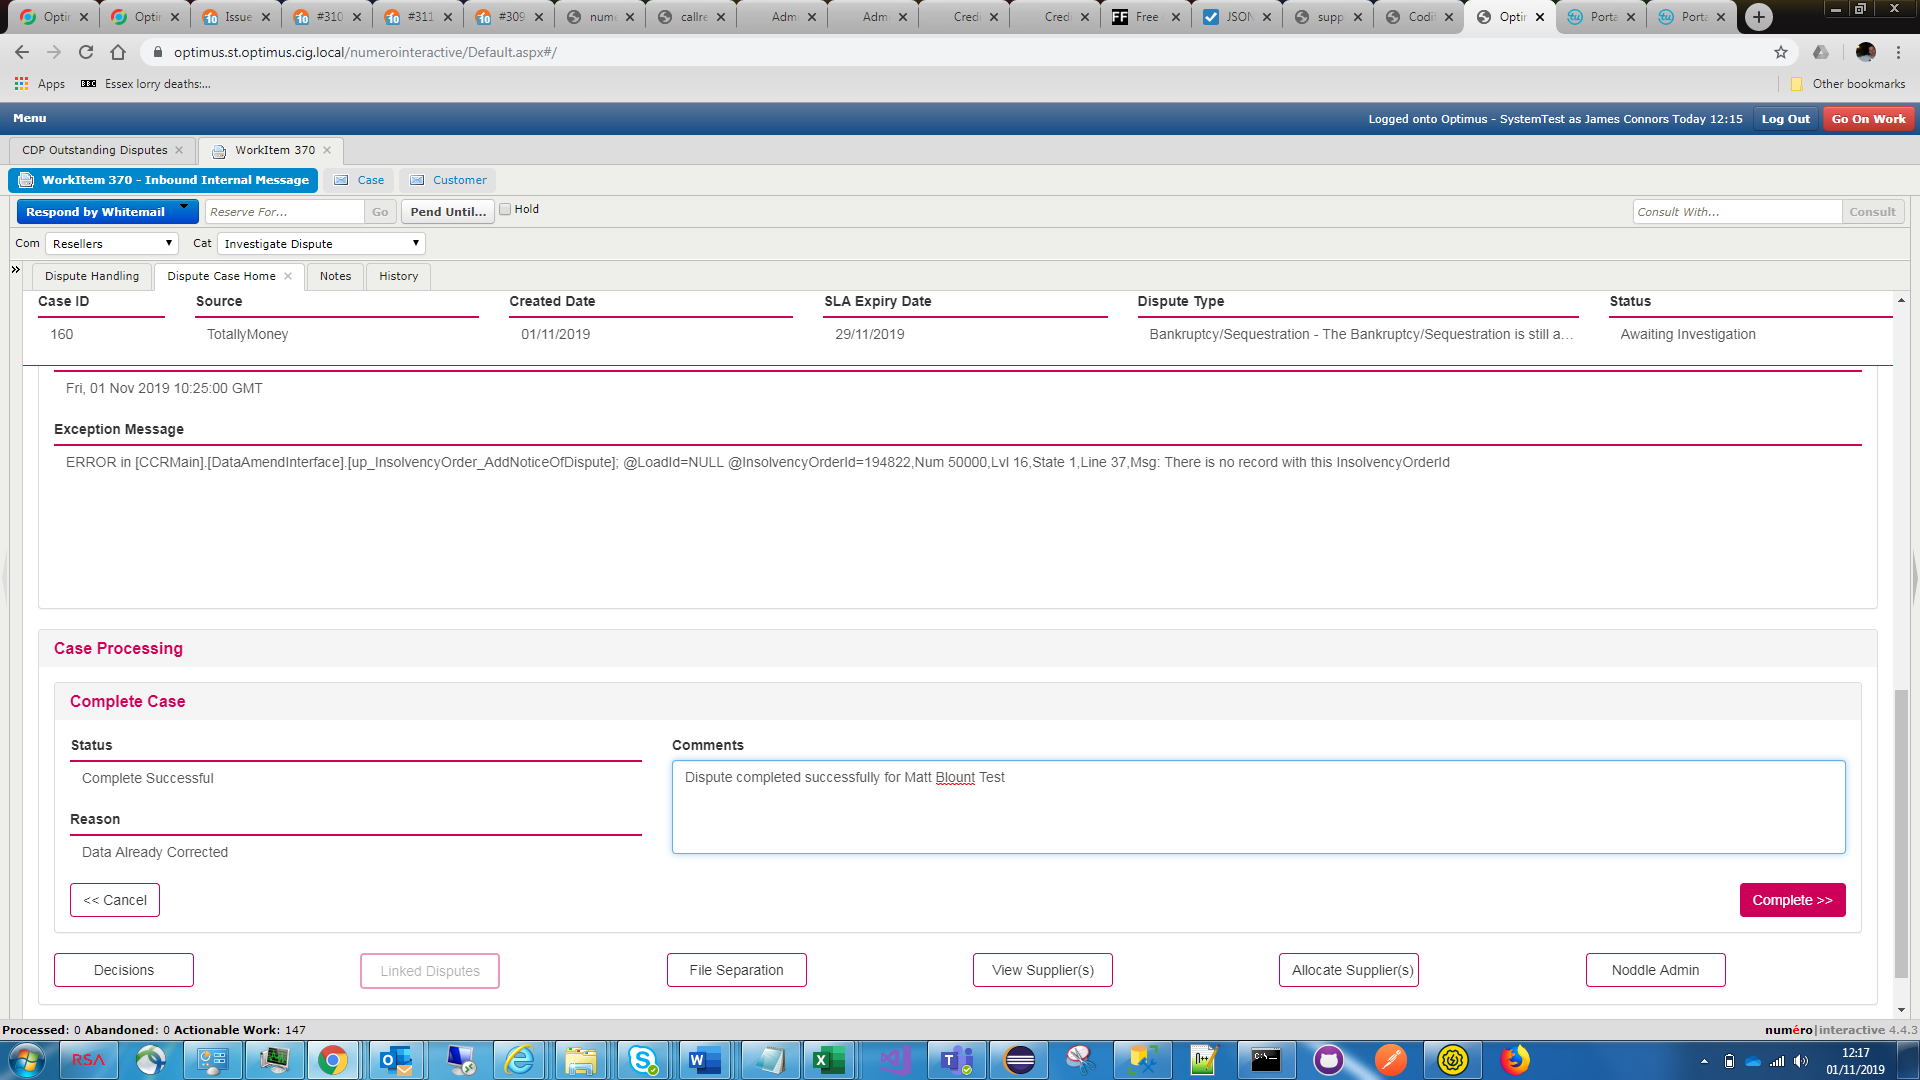 Optin
Optin
Issue
#310
#311
#309
nume
callre
Adm
Adm
Credi
Credi
Free
JSON
supp
Codif
Optin
Porta
Porta
optimus.st.optimus.cig.local/numerointeractive/Default.aspx#/
Apps
BBC
Essex lorry deaths:...
Other bookmarks
Menu
Logged onto Optimus - SystemTest as James Connors Today 12:15
Log Out
Go On Work
CDP Outstanding Disputes
WorkItem 370
WorkItem 370 - Inbound Internal Message
Case
Customer
Respond by Whitemail
Reserve For...
Go
Pend Until...
Hold
Consult With...
Consult
Com
Resellers
Cat
Investigate Dispute
Dispute Handling
Dispute Case Home
Notes
History
Case ID
Source
Created Date
SLA Expiry Date
Dispute Type
Status
160
TotallyMoney
01/11/2019
29/11/2019
Bankruptcy/Sequestration - The Bankruptcy/Sequestration is still a...
Awaiting Investigation
Fri, 01 Nov 2019 10:25:00 GMT
Exception Message
ERROR in [CCRMain].[DataAmendInterface].[up_InsolvencyOrder_AddNoticeOfDispute]; @LoadId=NULL @InsolvencyOrderId=194822,Num 50000,Lvl 16,State 1,Line 37,Msg: There is no record with this InsolvencyOrderId
Case Processing
Complete Case
Status
Comments
Complete Successful
Dispute completed successfully for Matt Blount Test
Reason
Data Already Corrected
<< Cancel
Complete >>
Decisions
Linked Disputes
File Separation
View Supplier(s)
Allocate Supplier(s)
Noddle Admin
Processed: 0 Abandoned: 0 Actionable Work: 147
numéro|interactive 4.4.3
RSA
12:17
01/11/2019